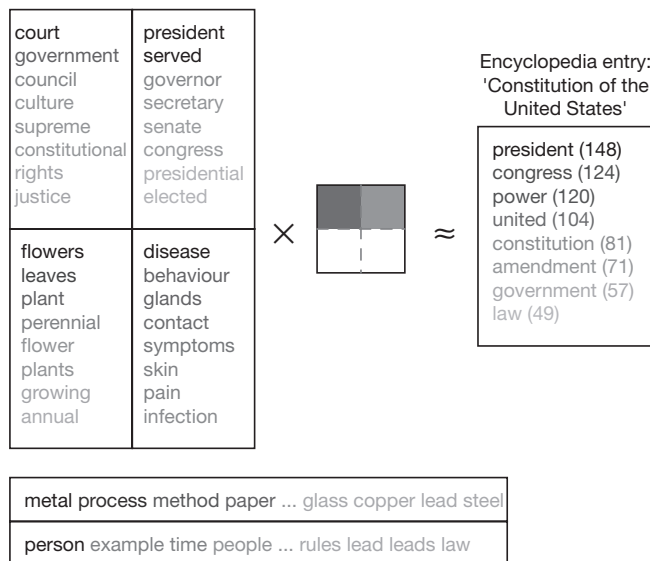 court
government
council
culture
supreme
constitutional
rights
justice
president
served
governor
secretary
senate
congress
presidential
elected
flowers
leaves
plant
perennial
flower
plants
growing
annual
disease
behaviour
glands
contact
symptoms
skin
pain
infection
×
≈
Encyclopedia entry:
'Constitution of the
United States'
president (148)
congress (124)
power (120)
united (104)
constitution (81)
amendment (71)
government (57)
law (49)
metal process method paper ... glass copper lead steel
person example time people ... rules lead leads law